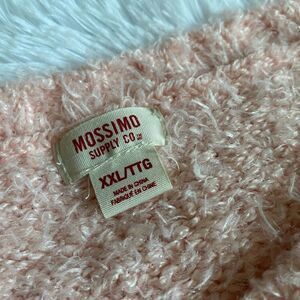 MOSSIMO
SUPPLY CO.
XXL/TTG
MADE IN CHINA
FABRIQUÉ EN CHINE